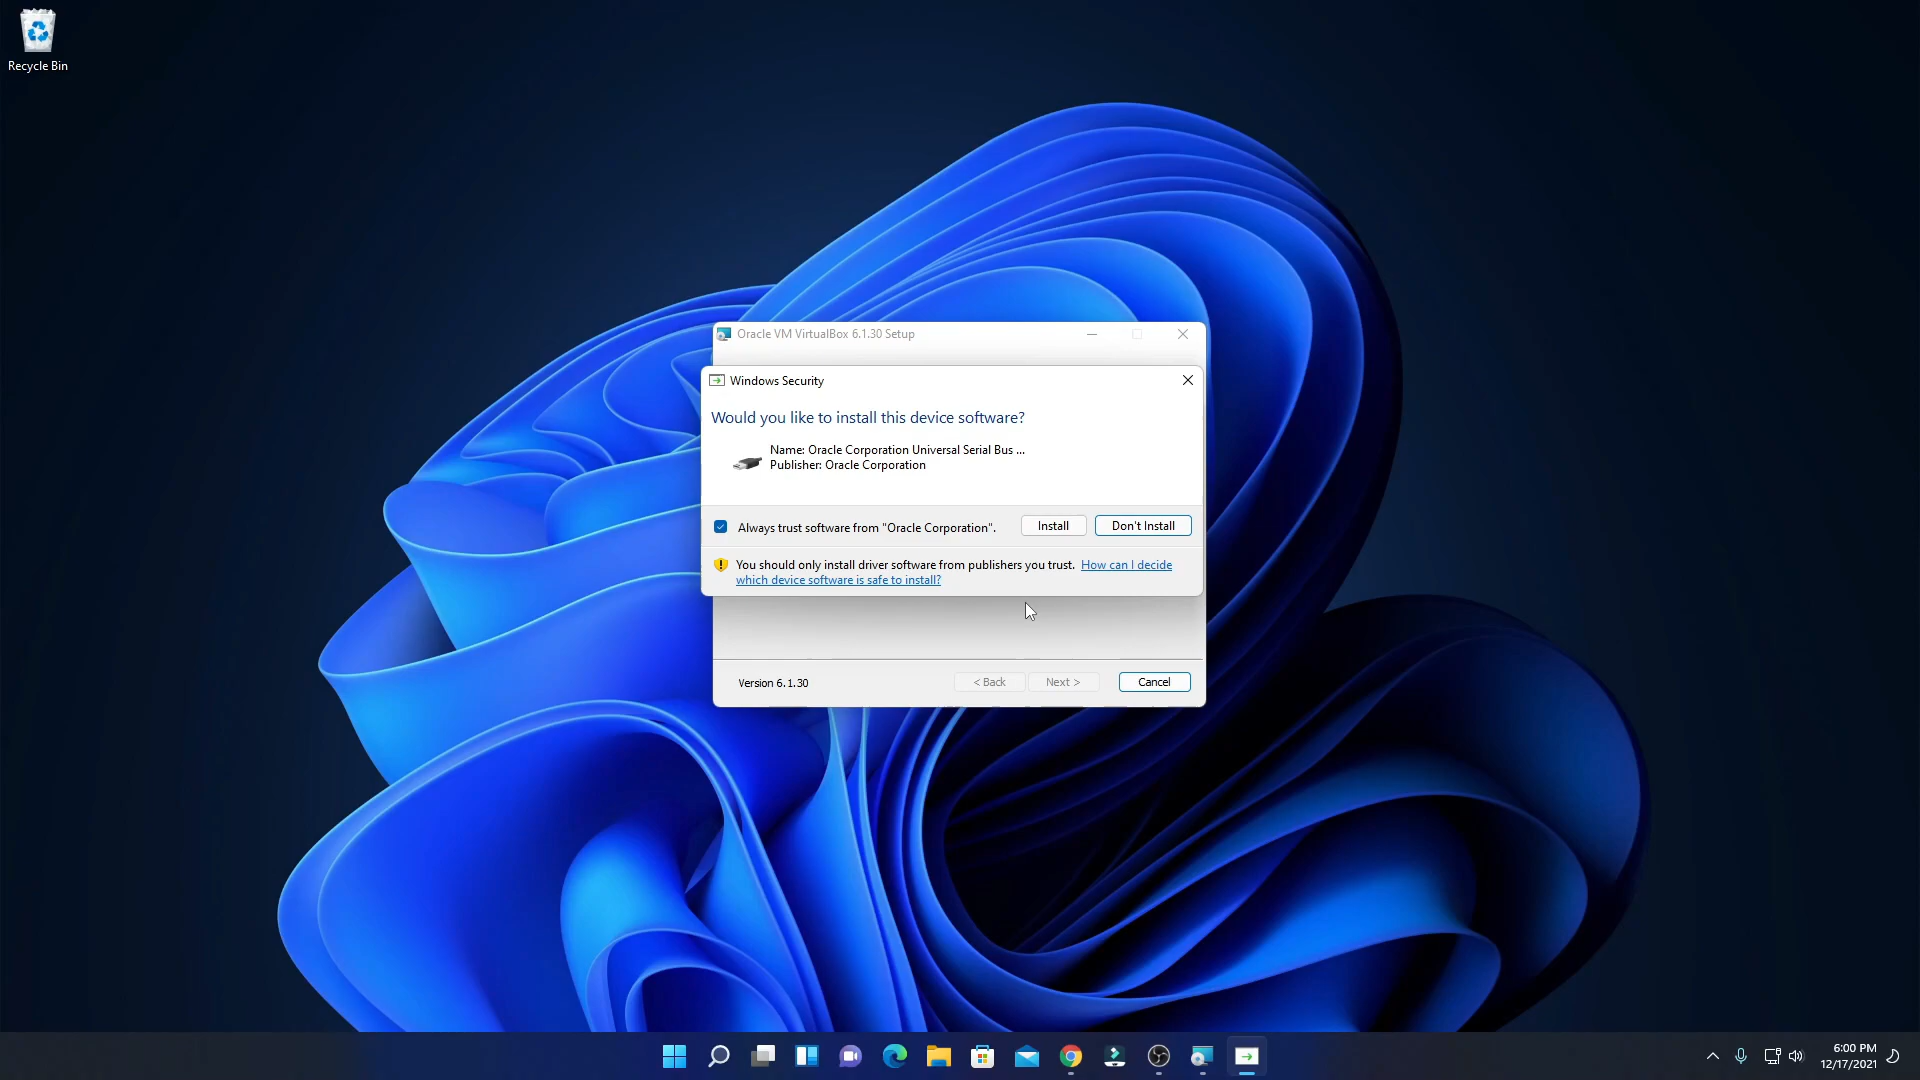 Recycle Bin
Oracle VM VirtualBox 6.1.30 Setup
Windows Security
Would you like to install this device software?
Name: Oracle Corporation Universal Serial Bus ...
Publisher: Oracle Corporation
Always trust software from "Oracle Corporation".
Install
Don't Install
You should only install driver software from publishers you trust. How can I decide
which device software is safe to install?
Version 6.1.30
< Back
Next >
Cancel
6:00 PM
12/17/2021